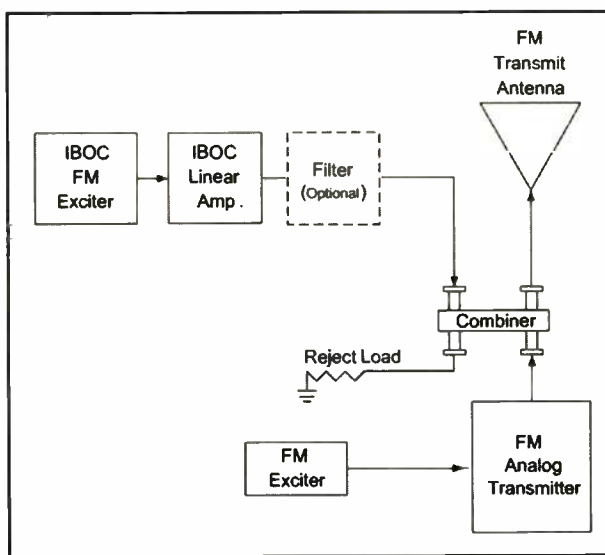 FM
Transmit
Antenna
IBOC
FM
Exciter
IBOC
Linear
Amp .
Filter
(Optional)
Combiner
Reject Load
FM
Exciter
FM
Analog
Transmitter